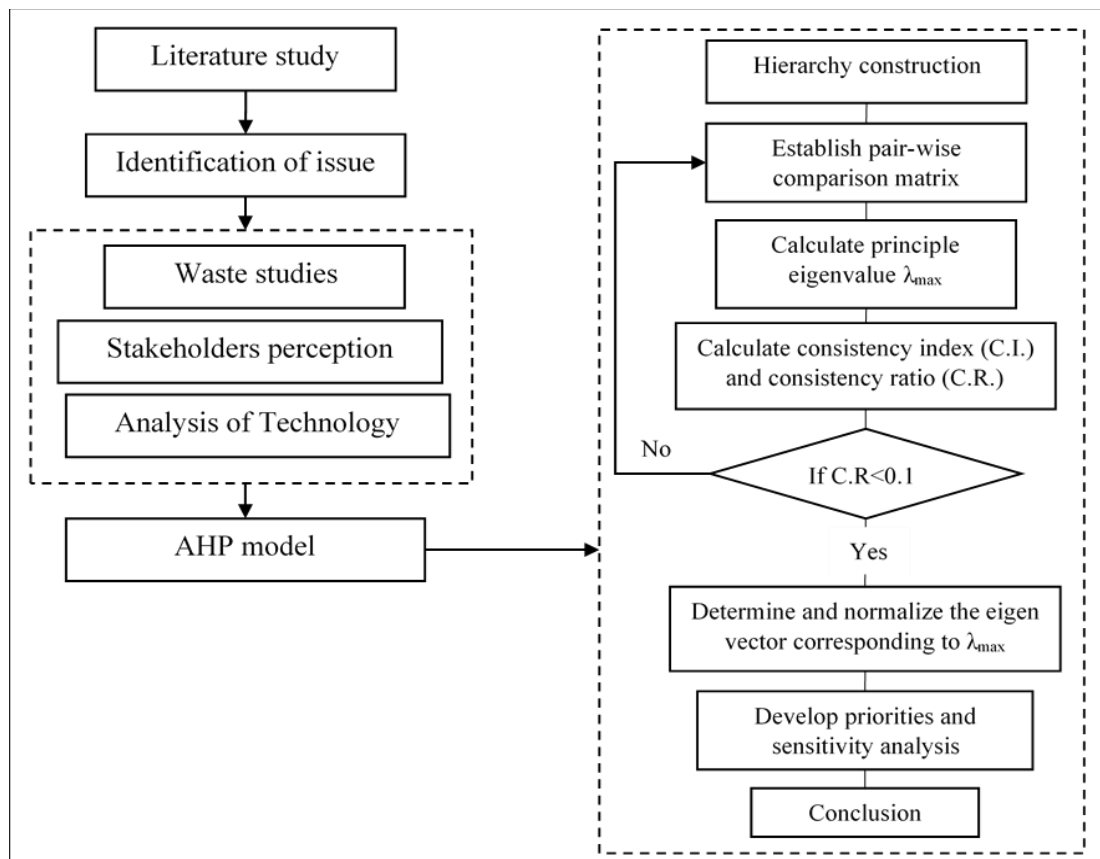 Literature study
Identification of issue
Waste studies
Stakeholders perception
Analysis of Technology
AHP model
Hierarchy construction
Establish pair-wise
comparison matrix
Calculate principle
eigenvalue λmax
Calculate consistency index (C.I.)
and consistency ratio (C.R.)
No
If C.R<0.1
Yes
Determine and normalize the eigen
vector corresponding to λmax
Develop priorities and
sensitivity analysis
Conclusion